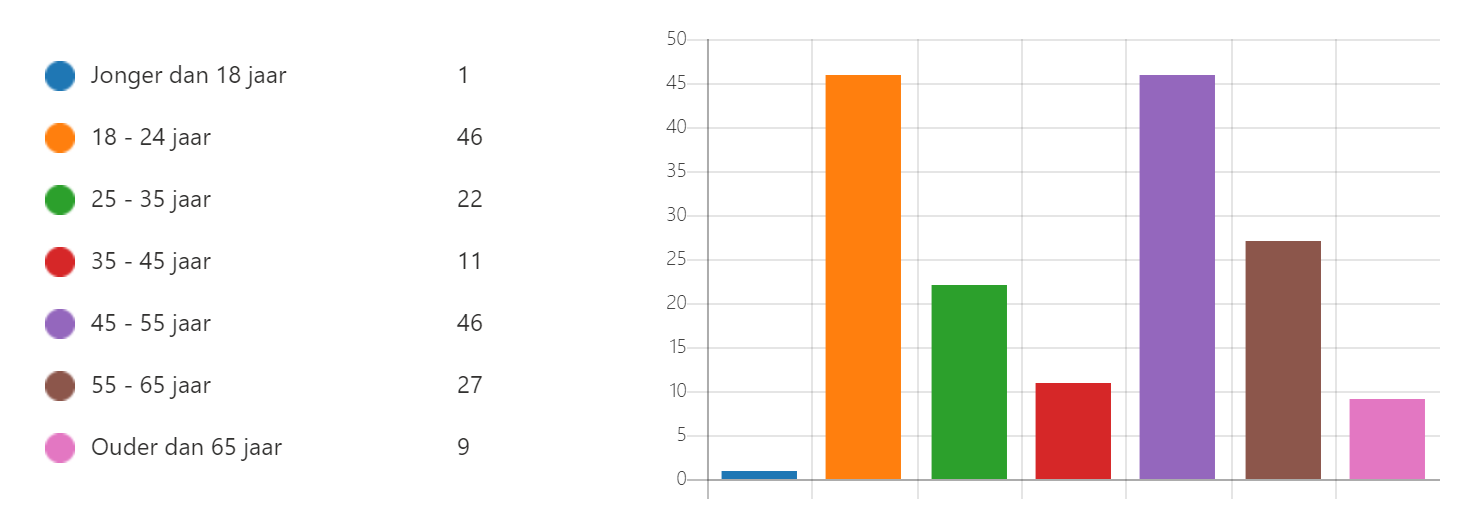 Jonger dan 18 jaar 1
18 - 24 jaar 46
25 - 35 jaar 22
35 - 45 jaar 11
45 - 55 jaar 46
55 - 65 jaar 27
Ouder dan 65 jaar 9
50
45
40
35
30
25
20
15
10
5
0